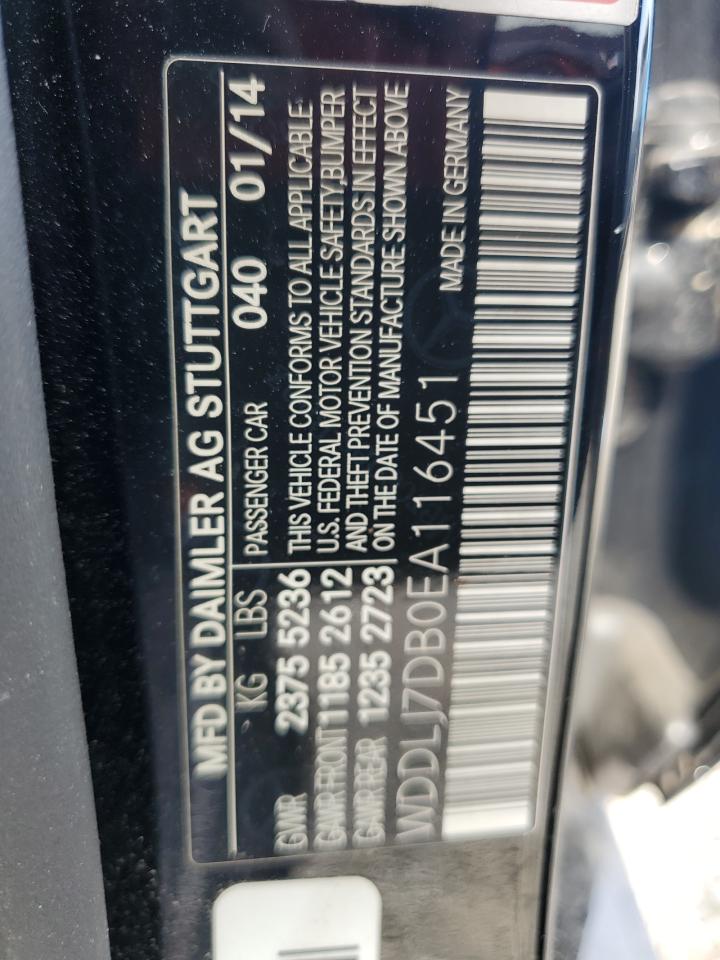 MFD BY DAIMLER AG STUTTGART
KG LBS PASSENGER CAR 040 01/14
GWR 2375 5236 THIS VEHICLE CONFORMS TO ALL APPLICABLE
GAWR FRONT 1185 2612 U.S. FEDERAL MOTOR VEHICLE SAFETY,BUMPER
GAWR REAR 1235 2723 AND THEFT PREVENTION STANDARDS IN EFFECT
ON THE DATE OF MANUFACTURE SHOWN ABOVE
WDDLJ7DB0EA116451 MADE IN GERMANY